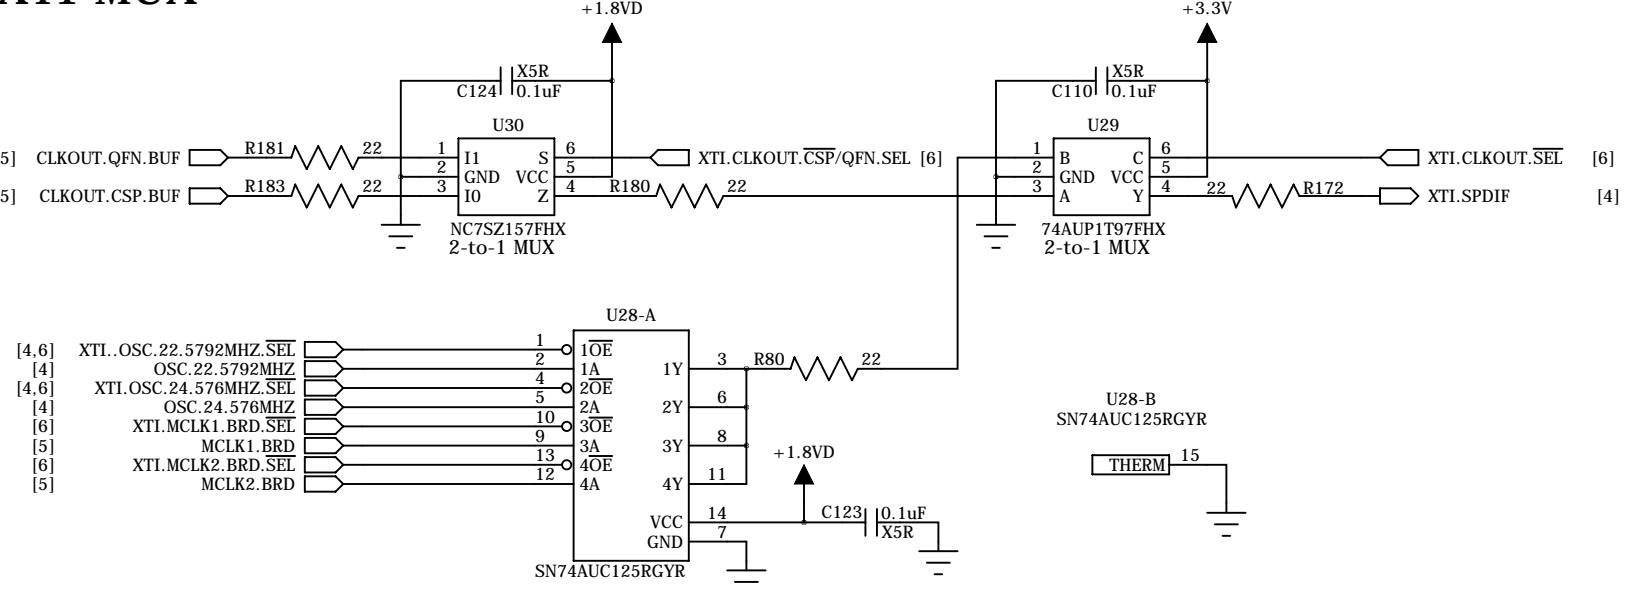 XTI MUX
+1.8VD
+3.3V
X5R
C124
0.1uF
X5R
C110
0.1uF
U30
U29
5] CLKOUT.QFN.BUF R181 22 1 I1 S 6 XTI.CLKOUT.CSP/QFN.SEL [6]
2 GND VCC 5
5] CLKOUT.CSP.BUF R183 22 3 I0 Z 4 R180 22
NC7SZ157FHX
2-to-1 MUX
1 B C 6 XTI.CLKOUT.SEL [6]
2 GND VCC 5
3 A Y 4 22 R172 XTI.SPDIF [4]
74AUP1T97FHX
2-to-1 MUX
U28-A
[4,6] XTI..OSC.22.5792MHZ.SEL 1 1OE
[4] OSC.22.5792MHZ 2 1A 1Y 3 R80 22
[4,6] XTI.OSC.24.576MHZ.SEL 4 2OE
[4] OSC.24.576MHZ 5 2A 2Y 6
[6] XTI.MCLK1.BRD.SEL 10 3OE
[5] MCLK1.BRD 9 3A 3Y 8
[6] XTI.MCLK2.BRD.SEL 13 4OE
[5] MCLK2.BRD 12 4A 4Y 11
+1.8VD
VCC 14 C123 0.1uF
X5R
GND 7
SN74AUC125RGYR
U28-B
SN74AUC125RGYR
THERM 15